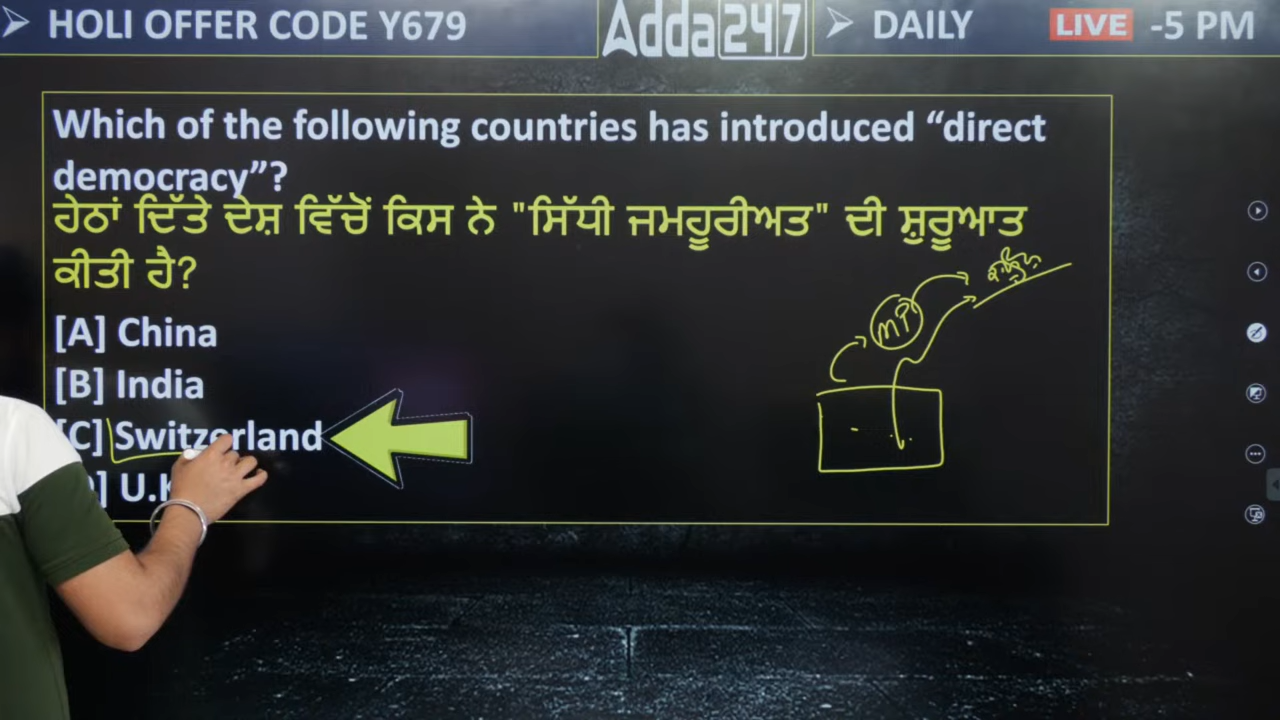 HOLI OFFER CODE Y679
Adda247
DAILY LIVE -5 PM
Which of the following countries has introduced “direct
democracy”?
ਹੇਠਾਂ ਦਿੱਤੇ ਦੇਸ਼ ਵਿੱਚੋਂ ਕਿਸ ਨੇ "ਸਿੱਧੀ ਜਮਹੂਰੀਅਤ" ਦੀ ਸ਼ੁਰੂਆਤ
ਕੀਤੀ ਹੈ?
MP
[A] China
[B] India
[C] Switzerland
] U.K